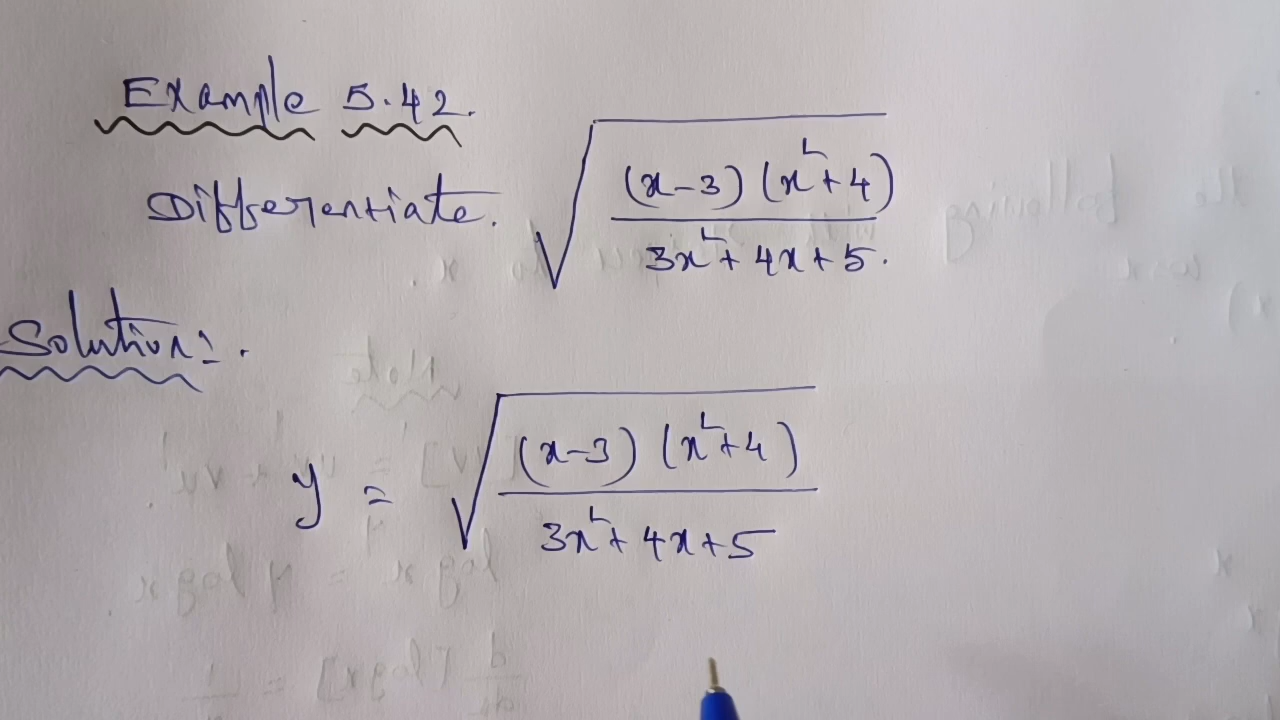 Example 5.42.
Differentiate. √((x-3)(x²+4) / 3x²+4x+5).
Solution:.
y = √((x-3)(x²+4) / 3x²+4x+5)